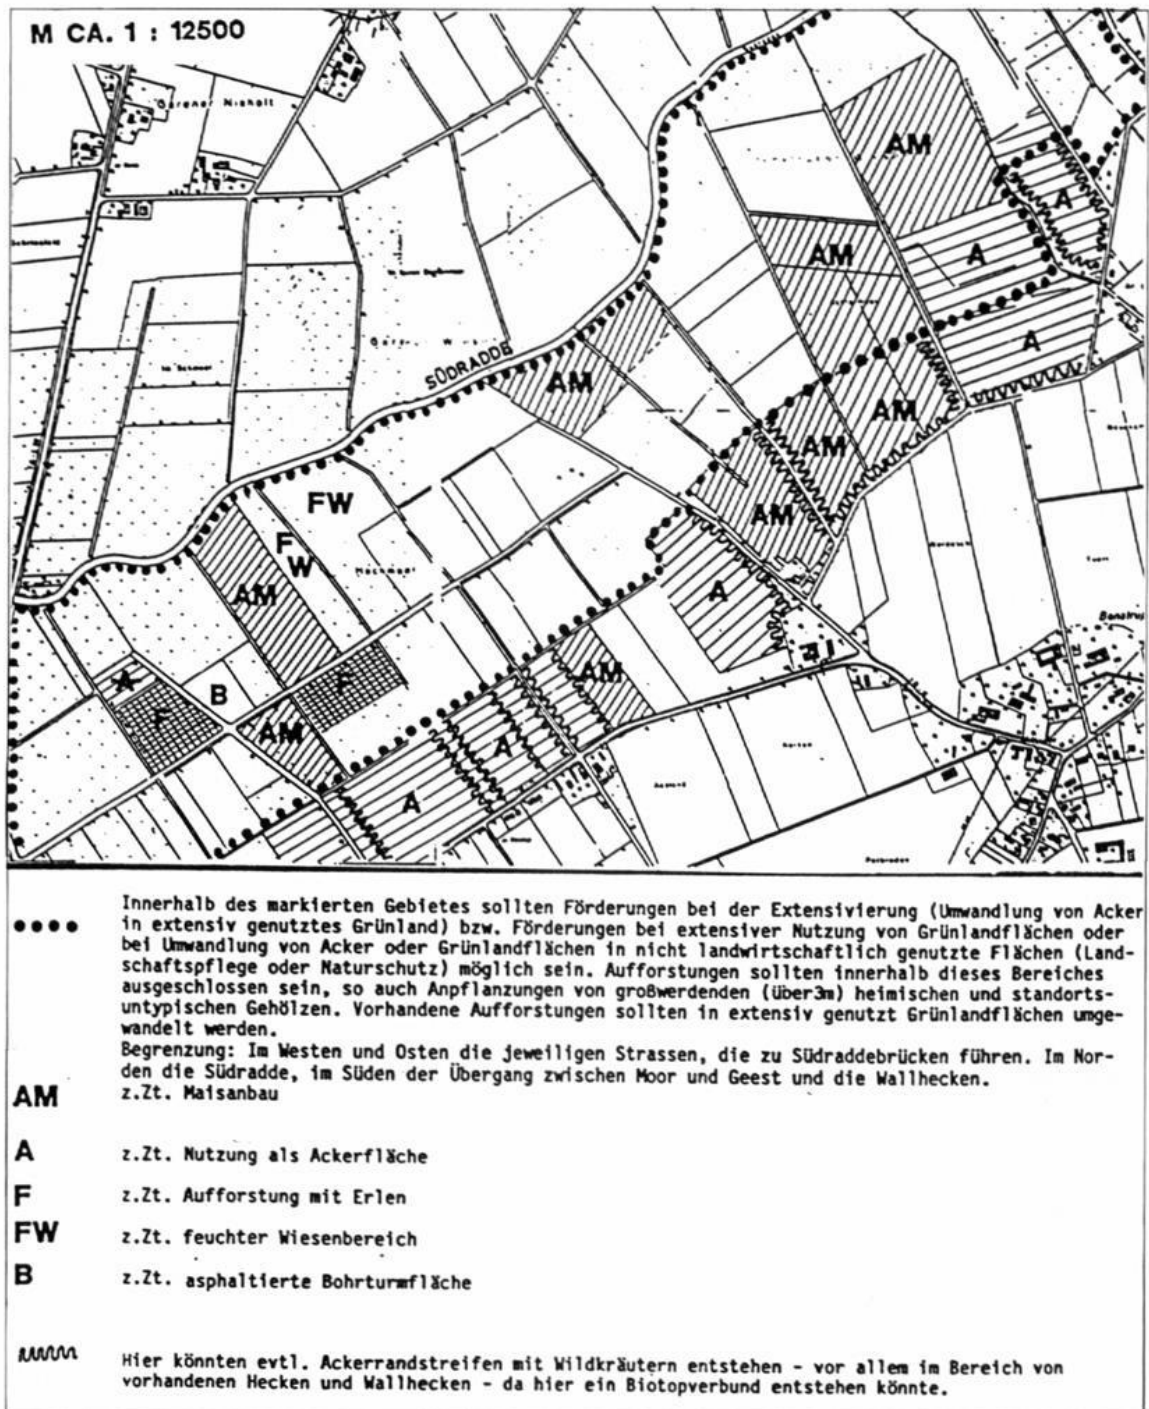 M CA. 1 : 12500
AM
AM
A
A
A
SÜDRADDE
AM
AM
AM
AM
FW
F
W
Hochmoor
AM
A
A
B
F
F
AM
AM
A
A
TIST
Innerhalb des markierten Gebietes sollten Förderungen bei der Extensivierung (Umwandlung von Acker
in extensiv genutztes Grünland) bzw. Förderungen bei extensiver Nutzung von Grünlandflächen oder
bei Umwandlung von Acker oder Grünlandflächen in nicht landwirtschaftlich genutzte Flächen (Land-
schaftspflege oder Naturschutz) möglich sein. Aufforstungen sollten innerhalb dieses Bereiches
ausgeschlossen sein, so auch Anpflanzungen von großwerdenden (über3m) heimischen und standorts-
untypischen Gehölzen. Vorhandene Aufforstungen sollten in extensiv genutzt Grünlandflächen umge-
wandelt werden.
Begrenzung: Im Westen und Osten die jeweiligen Strassen, die zu Südraddebrücken führen. Im Nor-
den die Südradde, im Süden der Übergang zwischen Moor und Geest und die Wallhecken.
AM z.Zt. Maisanbau
A z.Zt. Nutzung als Ackerfläche
F z.Zt. Aufforstung mit Erlen
FW z.Zt. feuchter Wiesenbereich
B z.Zt. asphaltierte Bohrturmfläche
Hier könnten evtl. Ackerrandstreifen mit Wildkräutern entstehen - vor allem im Bereich von
vorhandenen Hecken und Wallhecken - da hier ein Biotopverbund entstehen könnte.